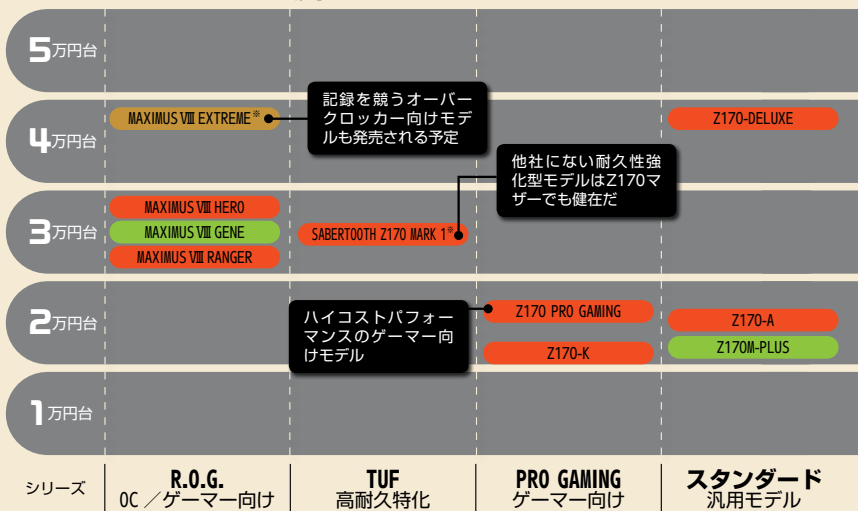 5万円台
4万円台
MAXIMUS Ⅷ EXTREME※
記録を競うオーバー
クロッカー向けモデ
ルも発売される予定
Z170-DELUXE
他社にない耐久性強
化型モデルはZ170マ
ザーでも健在だ
3万円台
MAXIMUS Ⅷ HERO
MAXIMUS Ⅷ GENE
MAXIMUS Ⅷ RANGER
SABERTOOTH Z170 MARK 1※
2万円台
ハイコストパフォー
マンスのゲーマー向
けモデル
Z170 PRO GAMING
Z170-K
Z170-A
Z170M-PLUS
1万円台
シリーズ
R.O.G.
OC／ゲーマー向け
TUF
高耐久特化
PRO GAMING
ゲーマー向け
スタンダード
汎用モデル